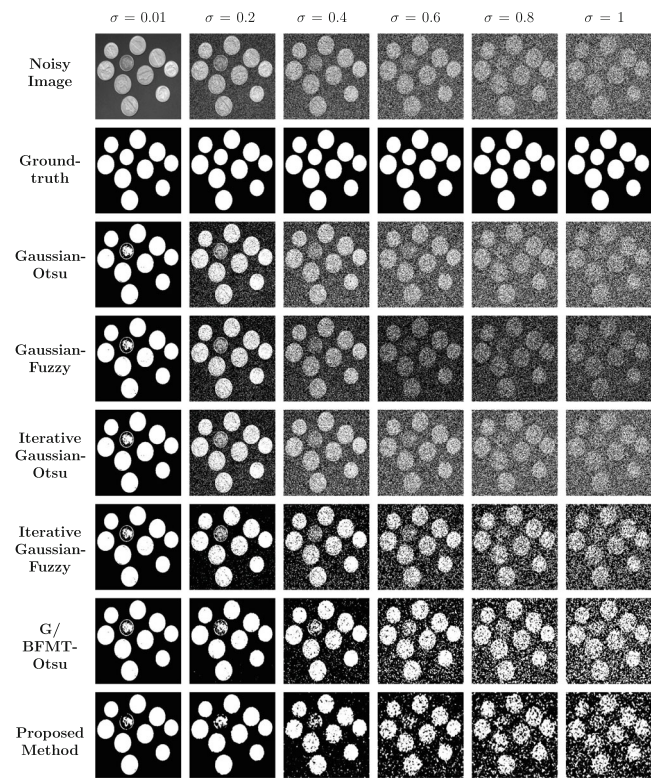 σ = 0.01 σ = 0.2 σ = 0.4 σ = 0.6 σ = 0.8 σ = 1
Noisy
Image
Ground-
truth
Gaussian-
Otsu
Gaussian-
Fuzzy
Iterative
Gaussian-
Otsu
Iterative
Gaussian-
Fuzzy
G/
BFMT-
Otsu
Proposed
Method